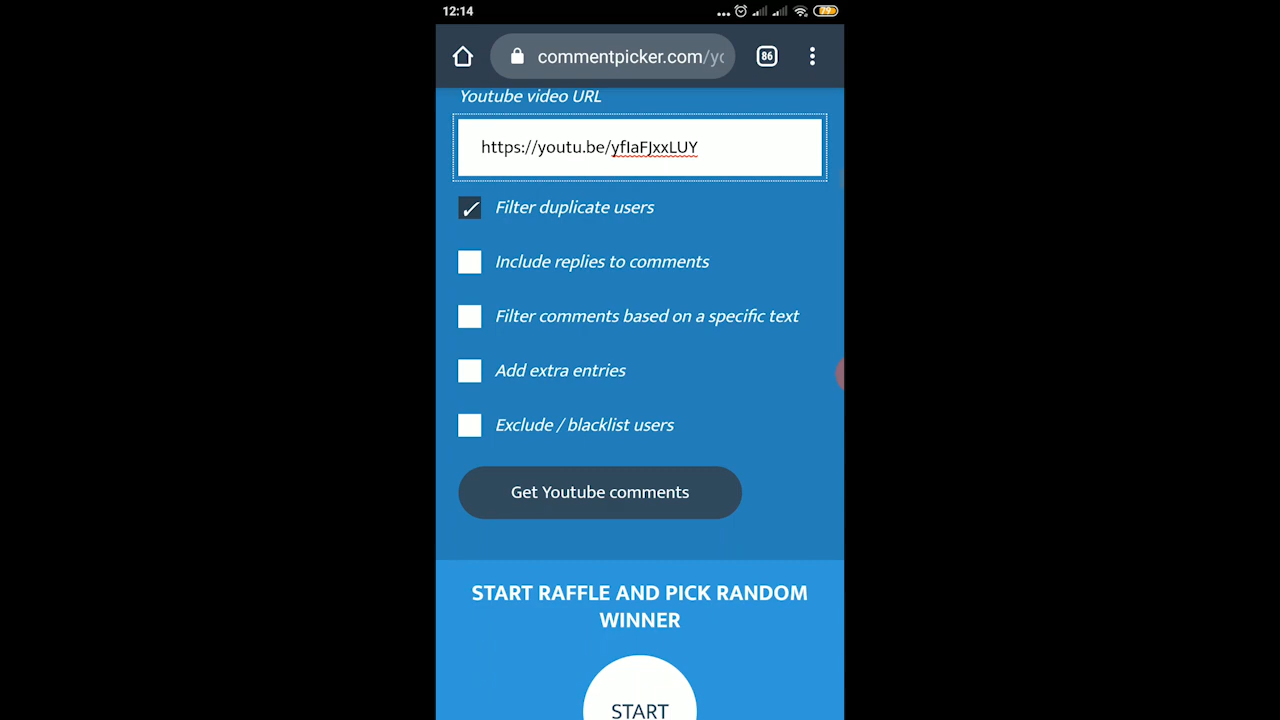 12:14
79
commentpicker.com/yo
86
Youtube video URL
https://youtu.be/yfIaFJxxLUY
Filter duplicate users
Include replies to comments
Filter comments based on a specific text
Add extra entries
Exclude / blacklist users
Get Youtube comments
START RAFFLE AND PICK RANDOM
WINNER
START